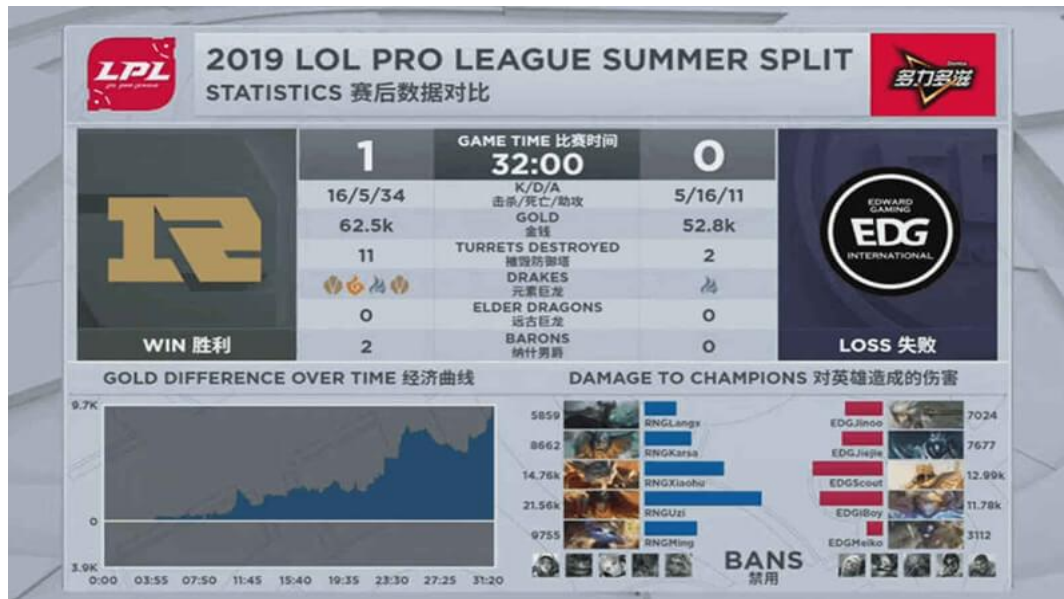 LPL
2019 LOL PRO LEAGUE SUMMER SPLIT
STATISTICS 赛后数据对比
多力多滋
1
GAME TIME 比赛时间
32:00
0
16/5/34
K/D/A
击杀/死亡/助攻
5/16/11
62.5k
GOLD
金钱
52.8k
11
TURRETS DESTROYED
摧毁防御塔
2
DRAKES
元素巨龙
0
ELDER DRAGONS
远古巨龙
0
2
BARONS
纳什男爵
0
WIN 胜利
EDWARD
GAMING
EDG
INTERNATIONAL
LOSS 失败
GOLD DIFFERENCE OVER TIME 经济曲线
9.7K
0
3.9K
0:00 03:55 07:50 11:45 15:40 19:35 23:30 27:25 31:20
DAMAGE TO CHAMPIONS 对英雄造成的伤害
5859 RNGLangx EDGJinoo 7024
8662 RNGKarsa EDGJiejie 7677
14.76k RNGXiaohu EDGScout 12.99k
21.56k RNGUzi EDGiBoy 11.78k
9755 RNGMing EDGMeiko 3112
BANS
禁用